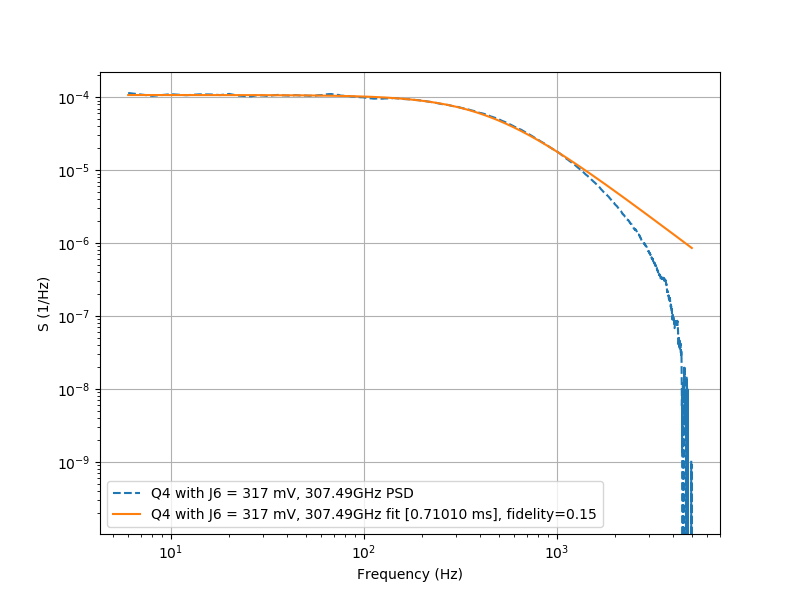 10⁻⁴
10⁻⁵
10⁻⁶
10⁻⁷
10⁻⁸
10⁻⁹
S (1/Hz)
Q4 with J6 = 317 mV, 307.49GHz PSD
Q4 with J6 = 317 mV, 307.49GHz fit [0.71010 ms], fidelity=0.15
10¹ 10² 10³
Frequency (Hz)